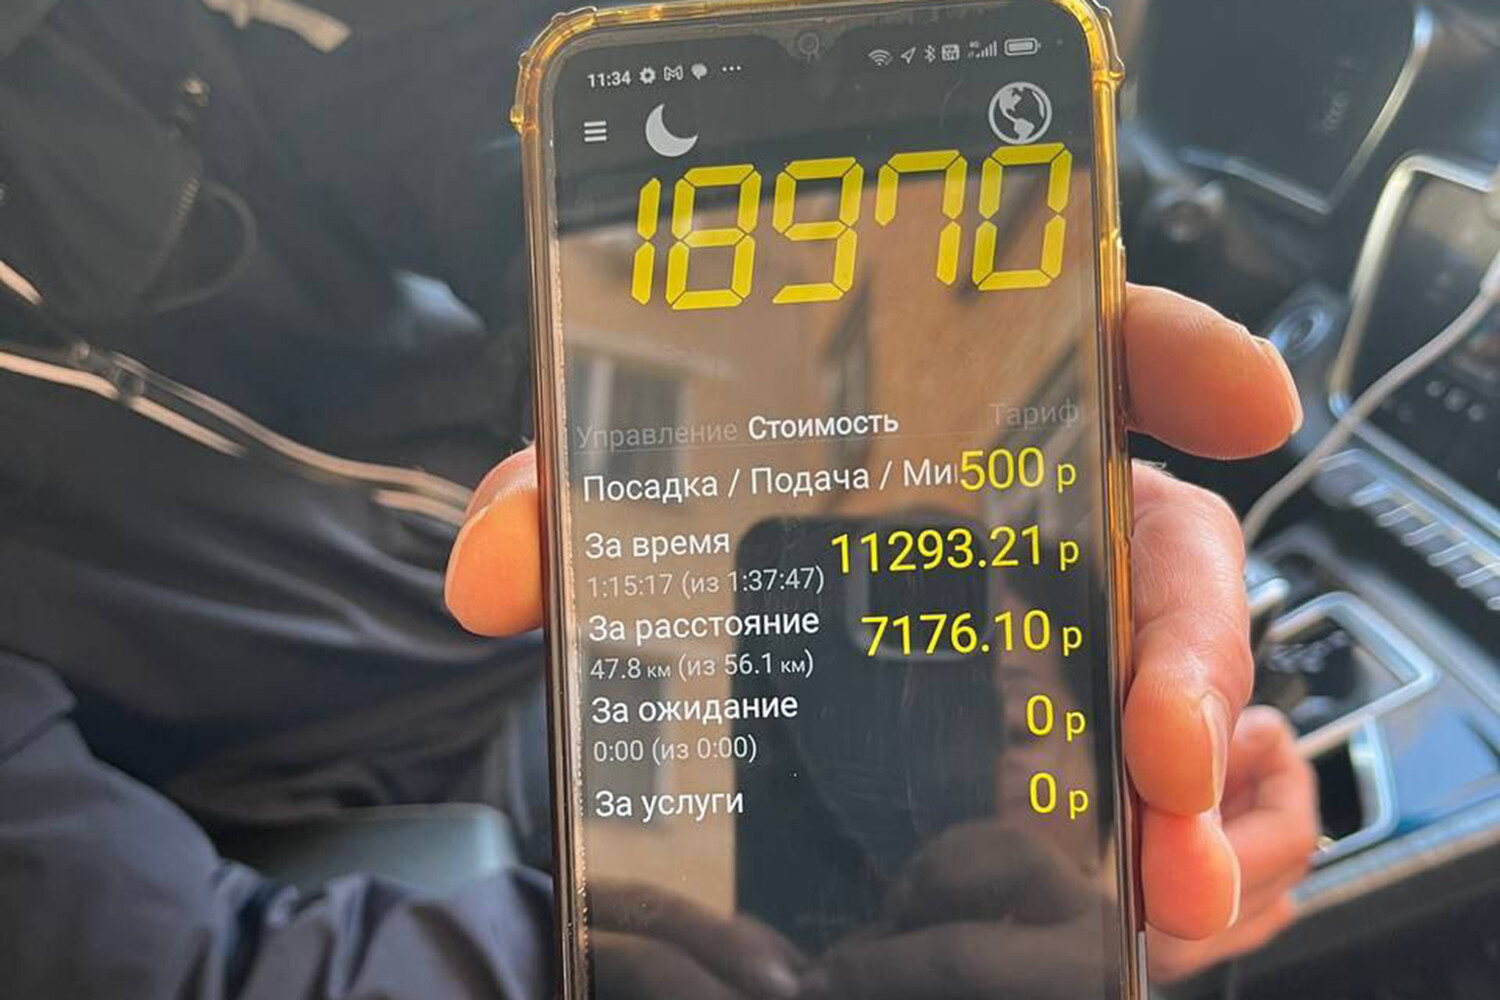 11:34
18970
Управление Стоимость Тариф
Посадка / Подача / Ми 500 р
За время 11293.21 р
1:15:17 (из 1:37:47)
За расстояние 7176.10 р
47.8 км (из 56.1 км)
За ожидание 0 р
0:00 (из 0:00)
За услуги 0 р